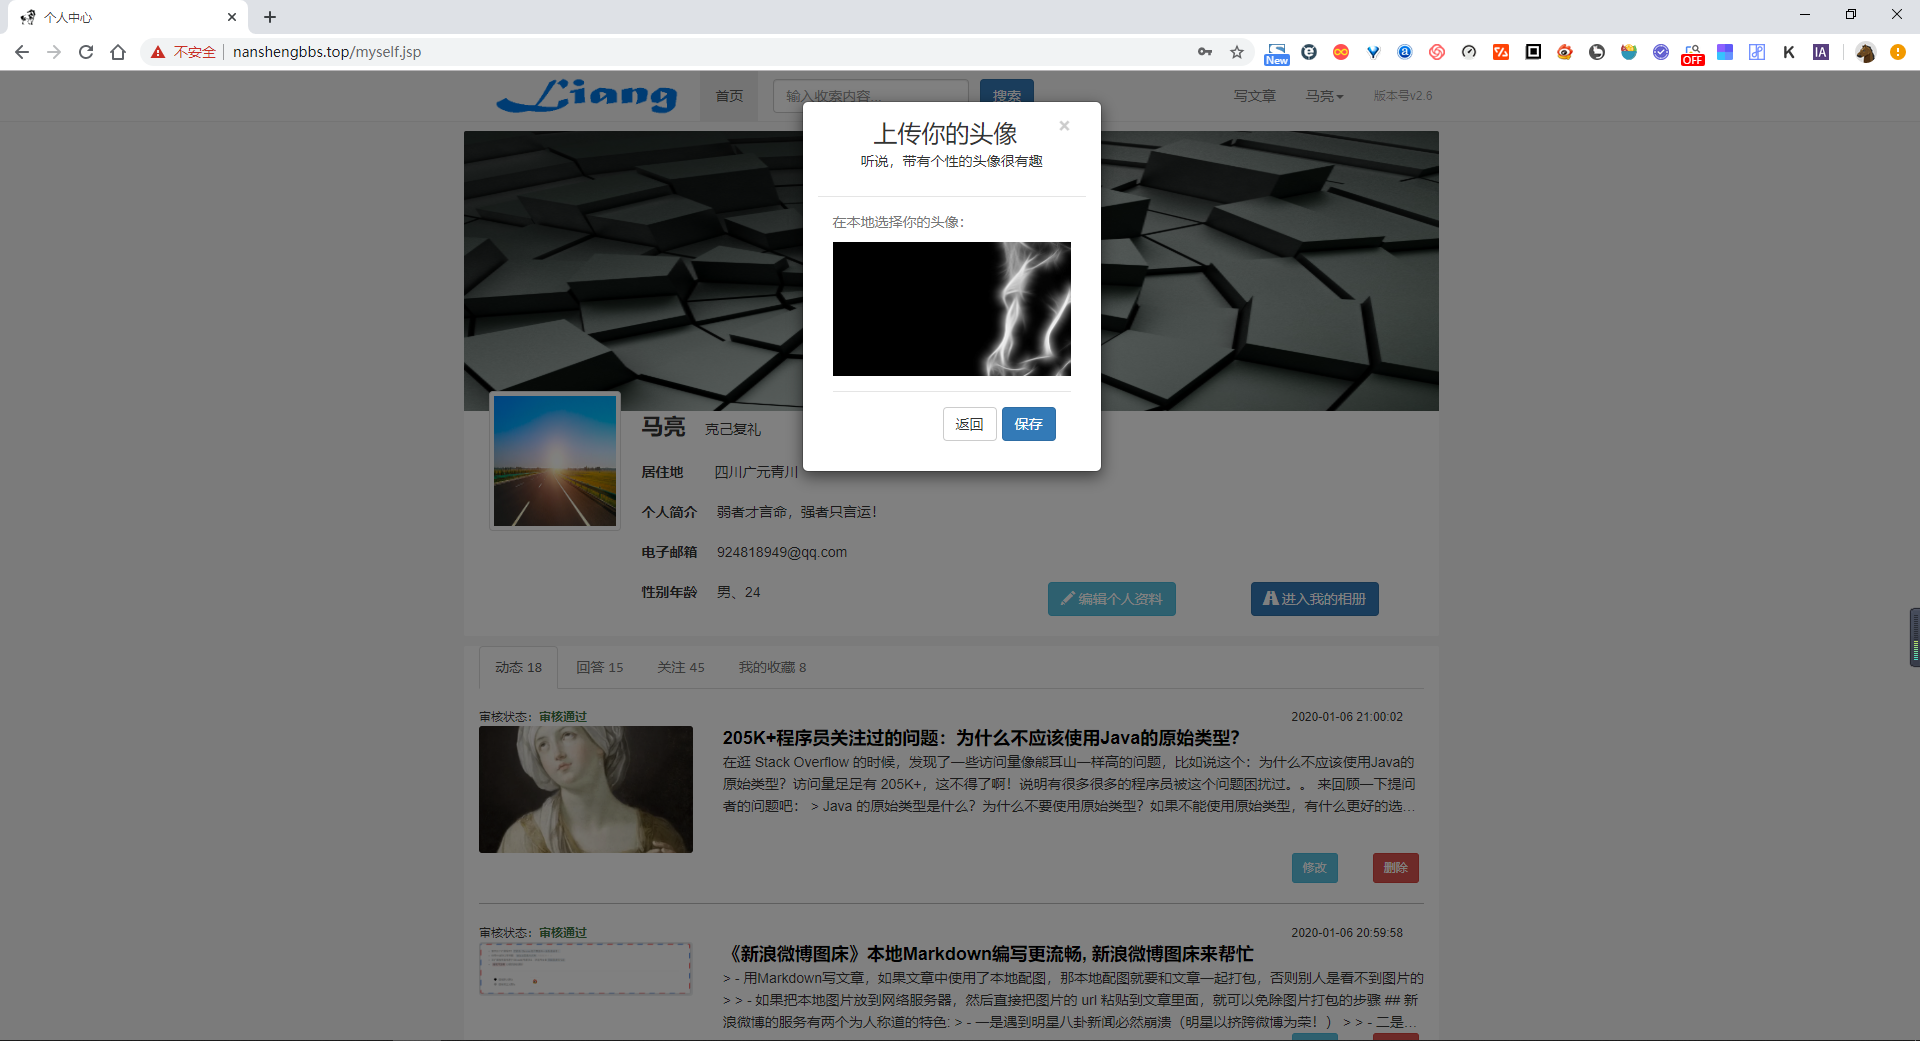 个人中心
不安全 nanshengbbs.top/myself.jsp
New
OFF
IA
Liang
首页
输入收索内容...
搜索
写文章
马亮
版本号v2.6
上传你的头像
×
听说，带有个性的头像很有趣
在本地选择你的头像：
返回
保存
马亮 克己复礼
居住地 四川广元青川
个人简介 弱者才言命，强者只言运！
电子邮箱 924818949@qq.com
性别年龄 男、24
编辑个人资料
进入我的相册
动态 18
回答 15
关注 45
我的收藏 8
审核状态：审核通过
2020-01-06 21:00:02
205K+程序员关注过的问题：为什么不应该使用Java的原始类型？
在逛 Stack Overflow 的时候，发现了一些访问量像熊耳山一样高的问题，比如说这个：为什么不应该使用Java的
原始类型？访问量足足有 205K+，这不得了啊！说明有很多很多的程序员被这个问题困扰过。。 来回顾一下提问
者的问题吧： > Java 的原始类型是什么？为什么不要使用原始类型？如果不能使用原始类型，有什么更好的选...
修改
删除
审核状态：审核通过
2020-01-06 20:59:58
《新浪微博图床》本地Markdown编写更流畅, 新浪微博图床来帮忙
> - 用Markdown写文章，如果文章中使用了本地配图，那本地配图就要和文章一起打包，否则别人是看不到图片的
> > - 如果把本地图片放到网络服务器，然后直接把图片的 url 粘贴到文章里面，就可以免除图片打包的步骤 ## 新
浪微博的服务有两个为人称道的特色: > - 一是遇到明星八卦新闻必然崩溃（明星以挤跨微博为荣！） > > - 二是...